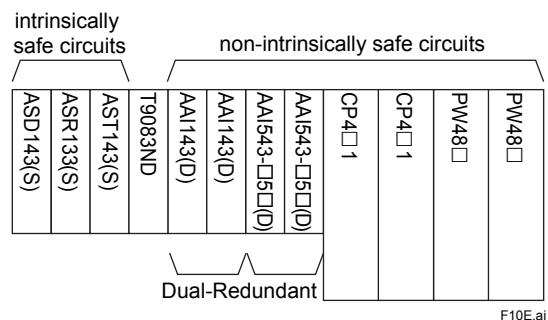 intrinsically
safe circuits
non-intrinsically safe circuits
ASD143(S)
ASR133(S)
AST143(S)
T9083ND
AAI143(D)
AAI143(D)
AAI543-□5□(D)
AAI543-□5□(D)
CP4□1
CP4□1
PW48□
PW48□
Dual-Redundant
F10E.ai